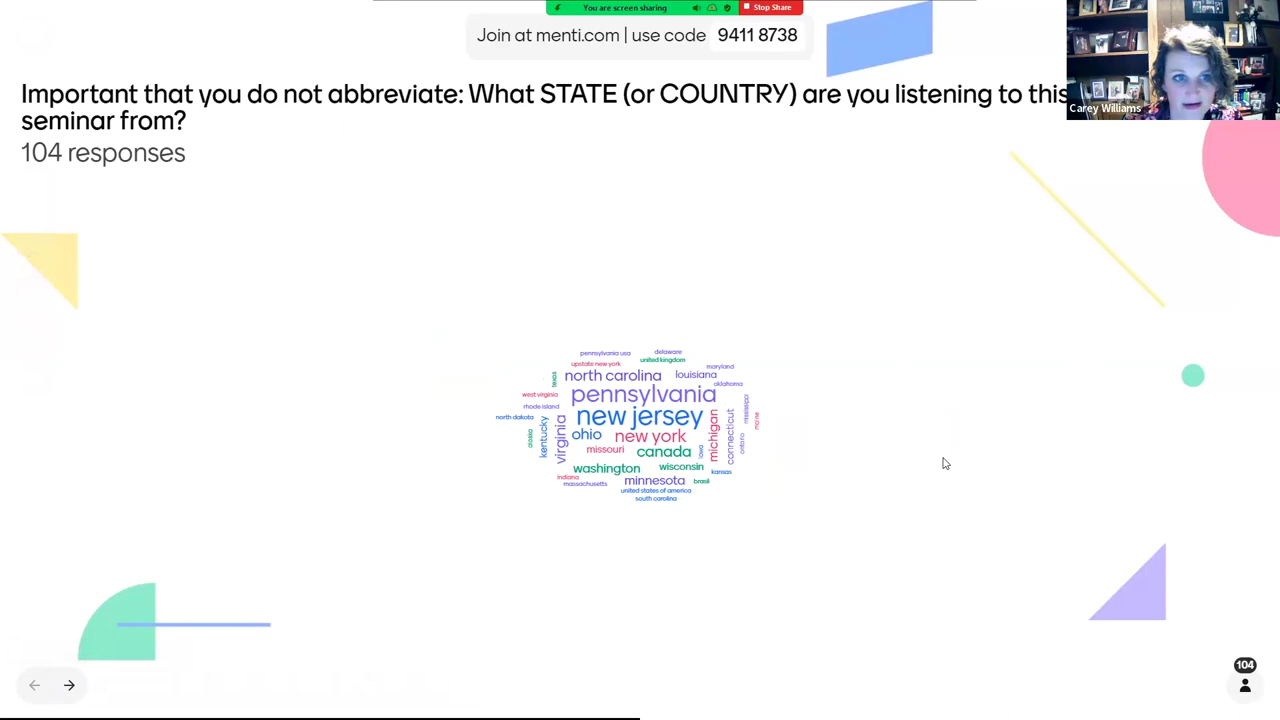 You are screen sharing
Stop Share
Join at menti.com | use code 9411 8738
Important that you do not abbreviate: What STATE (or COUNTRY) are you listening to this
seminar from?
104 responses
Carey Williams
pennsylvania usa
delaware
upstate new york
united kingdom
maryland
texas
north carolina
louisiana
oklahoma
west virginia
pennsylvania
rhode island
new jersey
north dakota
mississippi
maine
kentucky
virginia
ohio
new york
michigan
connecticut
ontario
missouri
canada
iowa
washington
wisconsin
kansas
indiana
massachusetts
minnesota
brasil
united states of america
south carolina
104